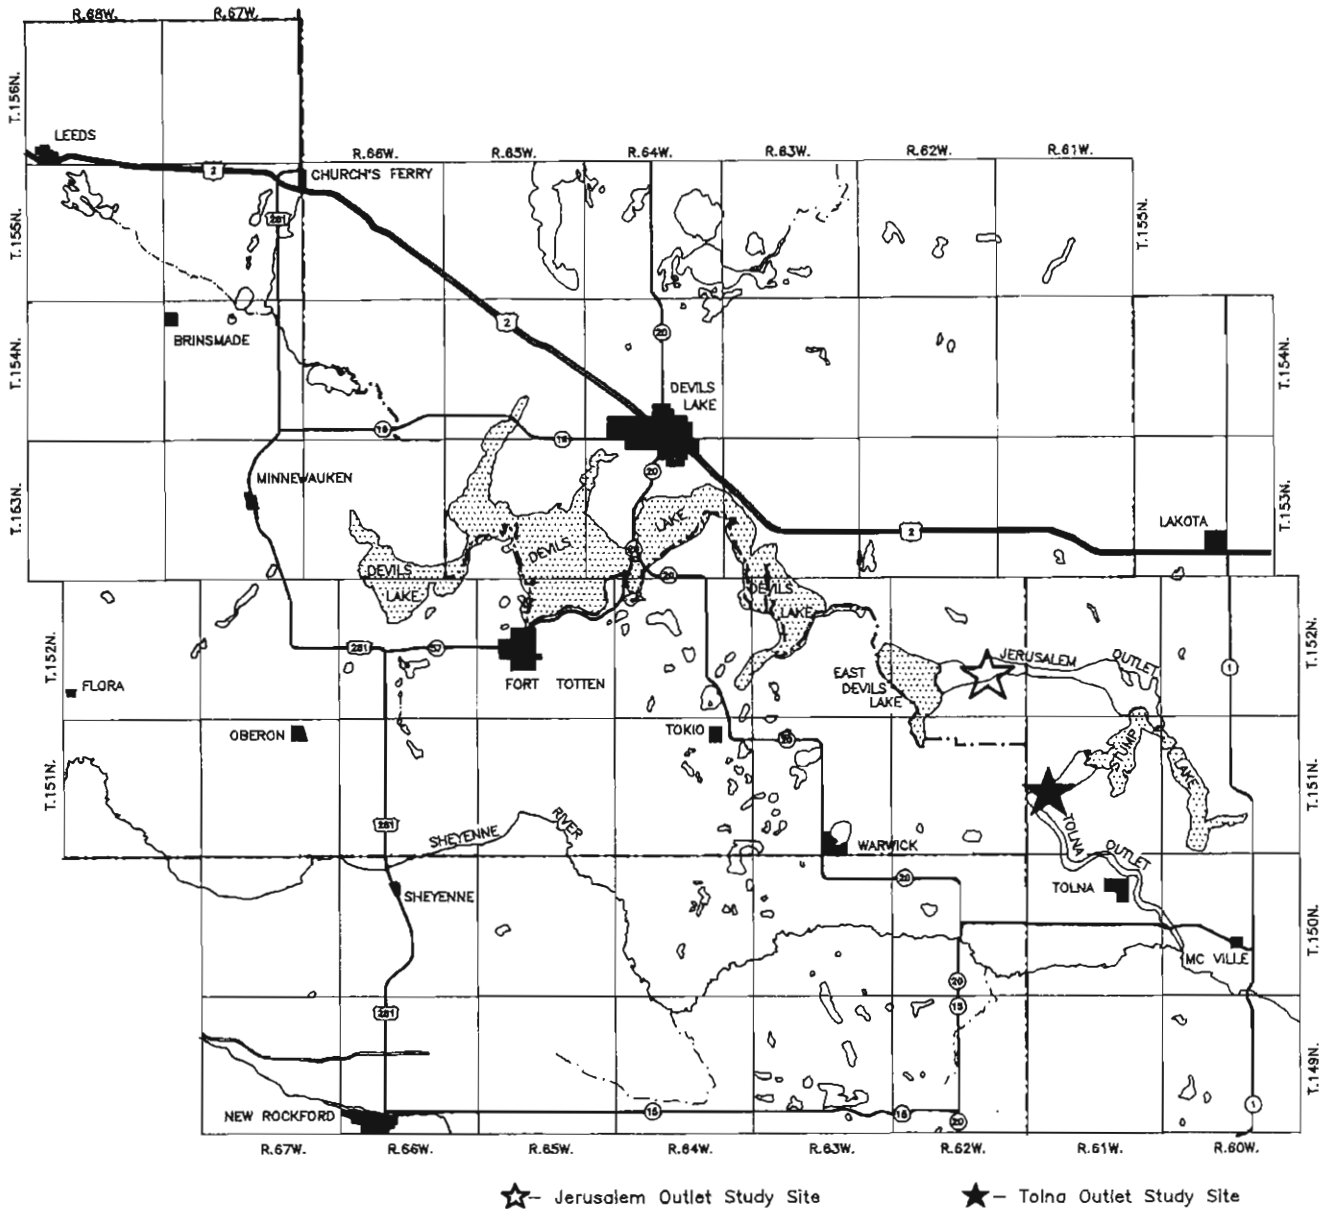 R.68W.
R.67W.
T.156N.
LEEDS
2
R.66W.
R.65W.
R.64W.
R.63W.
R.62W.
R.61W.
CHURCH'S FERRY
281
T.155N.
T.155N.
2
20
BRINSMADE
T.154N.
T.154N.
DEVILS
LAKE
19
19
20
MINNEWAUKEN
T.153N.
T.153N.
LAKE
LAKOTA
2
DEVILS
DEVILS
LAKE
20
DEVILS
LAKE
T.152N.
T.152N.
281
57
JERUSALEM
OUTLET
1
FLORA
FORT TOTTEN
EAST
DEVILS
LAKE
OBERON
TOKIO
20
STUMP
LAKE
T.151N.
T.151N.
281
SHEYENNE
RIVER
TOLNA
OUTLET
WARWICK
20
TOLNA
SHEYENNE
T.150N.
MC VILLE
20
15
281
T.149N.
NEW ROCKFORD
15
15
20
1
R.67W.
R.66W.
R.65W.
R.64W.
R.63W.
R.62W.
R.61W.
R.60W.
– Jerusalem Outlet Study Site
– Tolna Outlet Study Site